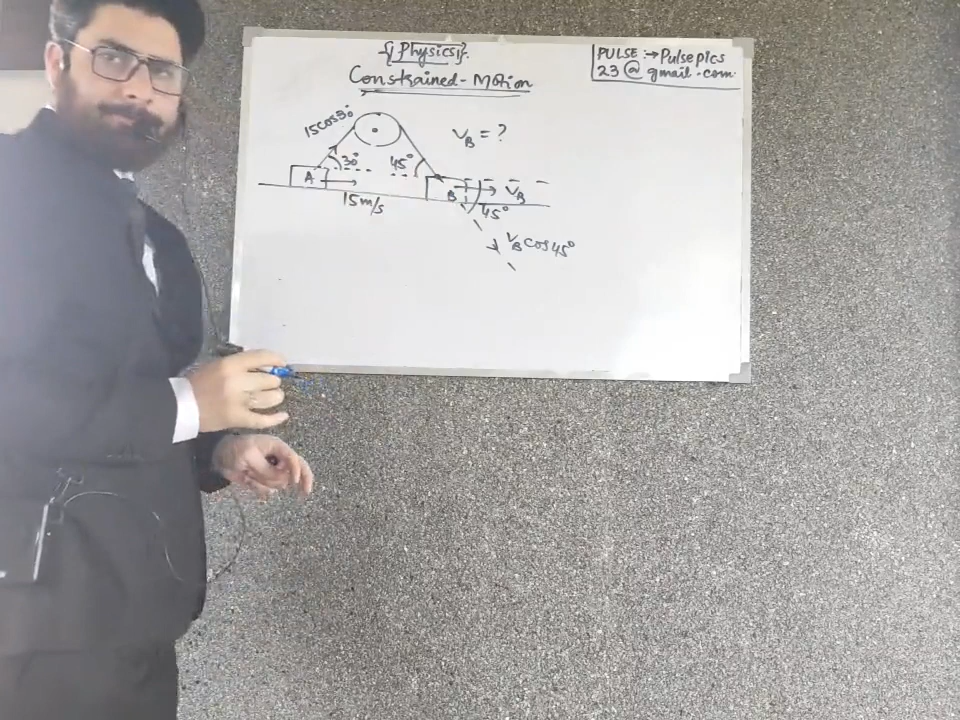 {Physics}
Constrained-Motion
PULSE:→Pulsepics
23@gmail.com.
15cos30°
V_B = ?
30°
45°
A
B
V_B
15m/s
45°
V_B cos45°